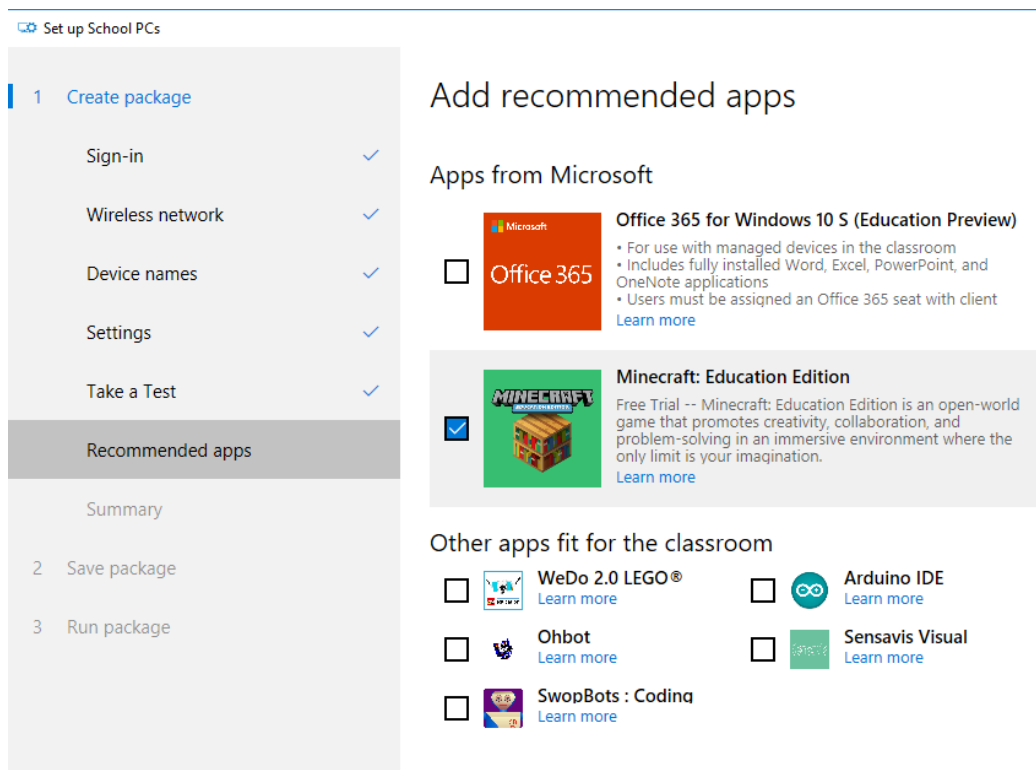 Set up School PCs
1 Create package
Sign-in
Wireless network
Device names
Settings
Take a Test
Recommended apps
Summary
2 Save package
3 Run package
Add recommended apps
Apps from Microsoft
Microsoft
Office 365
Office 365 for Windows 10 S (Education Preview)
• For use with managed devices in the classroom
• Includes fully installed Word, Excel, PowerPoint, and
OneNote applications
• Users must be assigned an Office 365 seat with client
Learn more
MINECRAFT
Minecraft: Education Edition
Free Trial -- Minecraft: Education Edition is an open-world
game that promotes creativity, collaboration, and
problem-solving in an immersive environment where the
only limit is your imagination.
Learn more
Other apps fit for the classroom
WeDo 2.0 LEGO®
Learn more
Arduino IDE
Learn more
Ohbot
Learn more
Sensavis Visual
Learn more
SwopBots : Coding
Learn more